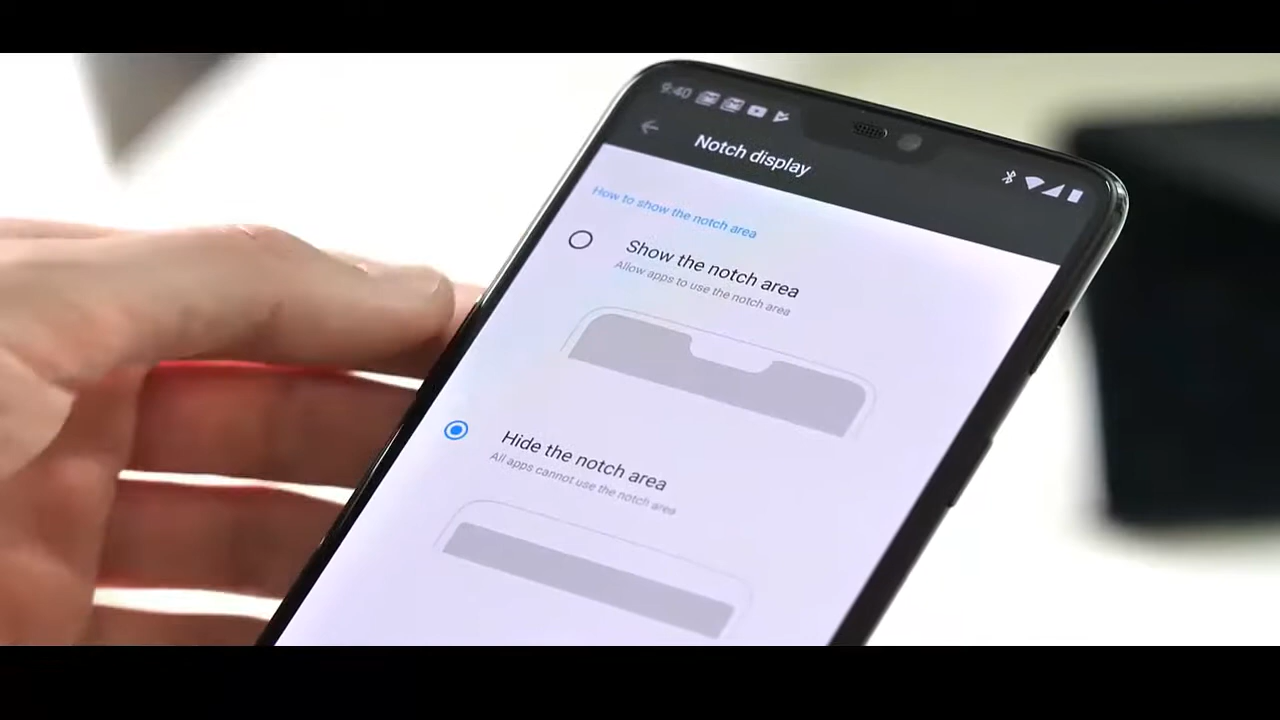 9:40
Notch display
How to show the notch area
Show the notch area
Allow apps to use the notch area
Hide the notch area
All apps cannot use the notch area